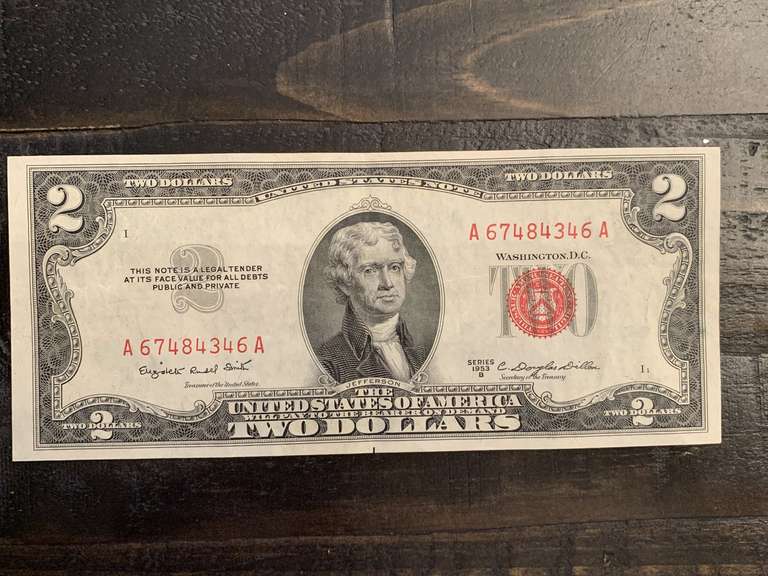 TWO DOLLARS
UNITED STATES NOTE
TWO DOLLARS
2
2
I
A 67484346 A
WASHINGTON, D.C.
TWO
2
THIS NOTE IS A LEGAL TENDER
AT ITS FACE VALUE FOR ALL DEBTS
PUBLIC AND PRIVATE
A 67484346 A
Elizabeth Rudel Smith
Treasurer of the United States.
SERIES
1953
B
C. Douglas Dillon
Secretary of the Treasury.
JEFFERSON
THE
UNITED STATES OF AMERICA
WILL PAY TO THE BEARER ON DEMAND
TWO DOLLARS
TWO DOLLARS
2
TWO DOLLARS
2